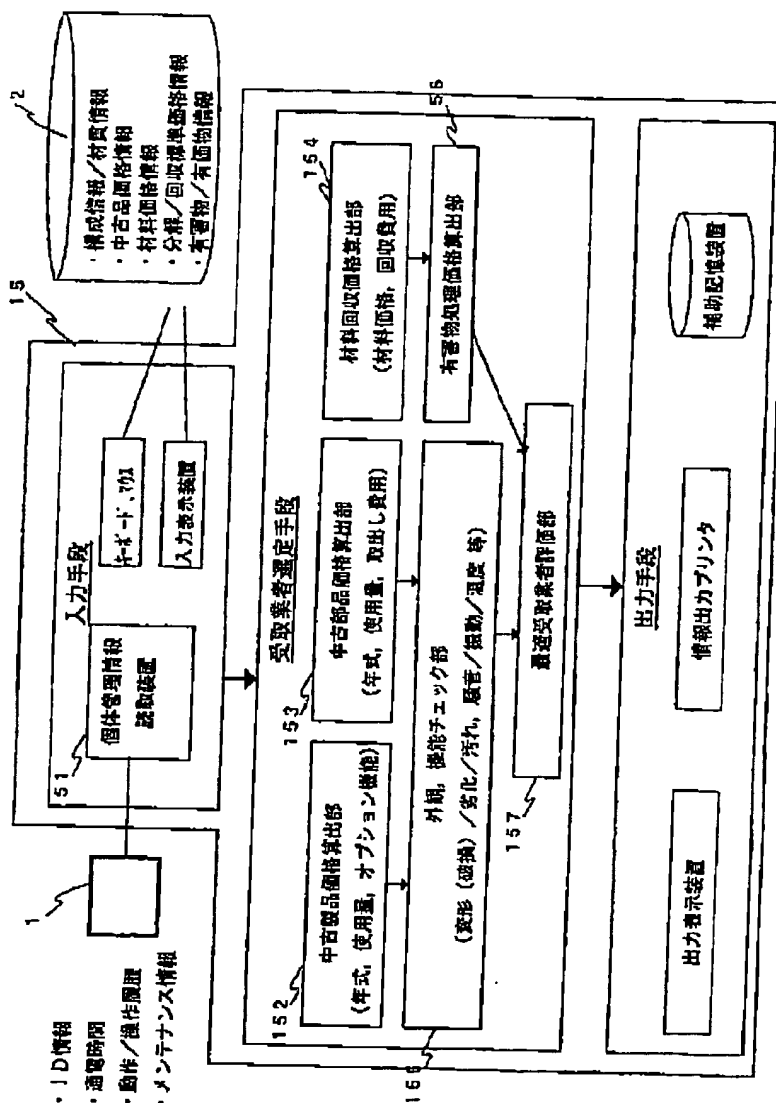 ・ID情報
・通電時間
・動作／操作履歴
・メンテナンス情報
1
15
2
・構成情報／材質情報
・中古品価格情報
・材料価格情報
・分解／回収標準価格情報
・有害物／有価物情報
入力手段
51
個体管理情報
読取装置
キーボード、マウス
入力表示装置
受取業者選定手段
152
中古製品価格算出部
(年式，使用量，オプション機能)
153
中古部品価格算出部
(年式，使用量，取出し費用)
154
材料回収価格算出部
(材料価格，回収費用)
166
外観，機能チェック部
(変形（破損）／劣化／汚れ，騒音／振動／温度 等)
56
有害物処理価格算出部
157
最適受取業者評価部
出力手段
出力表示装置
情報出力プリンタ
補助記憶装置